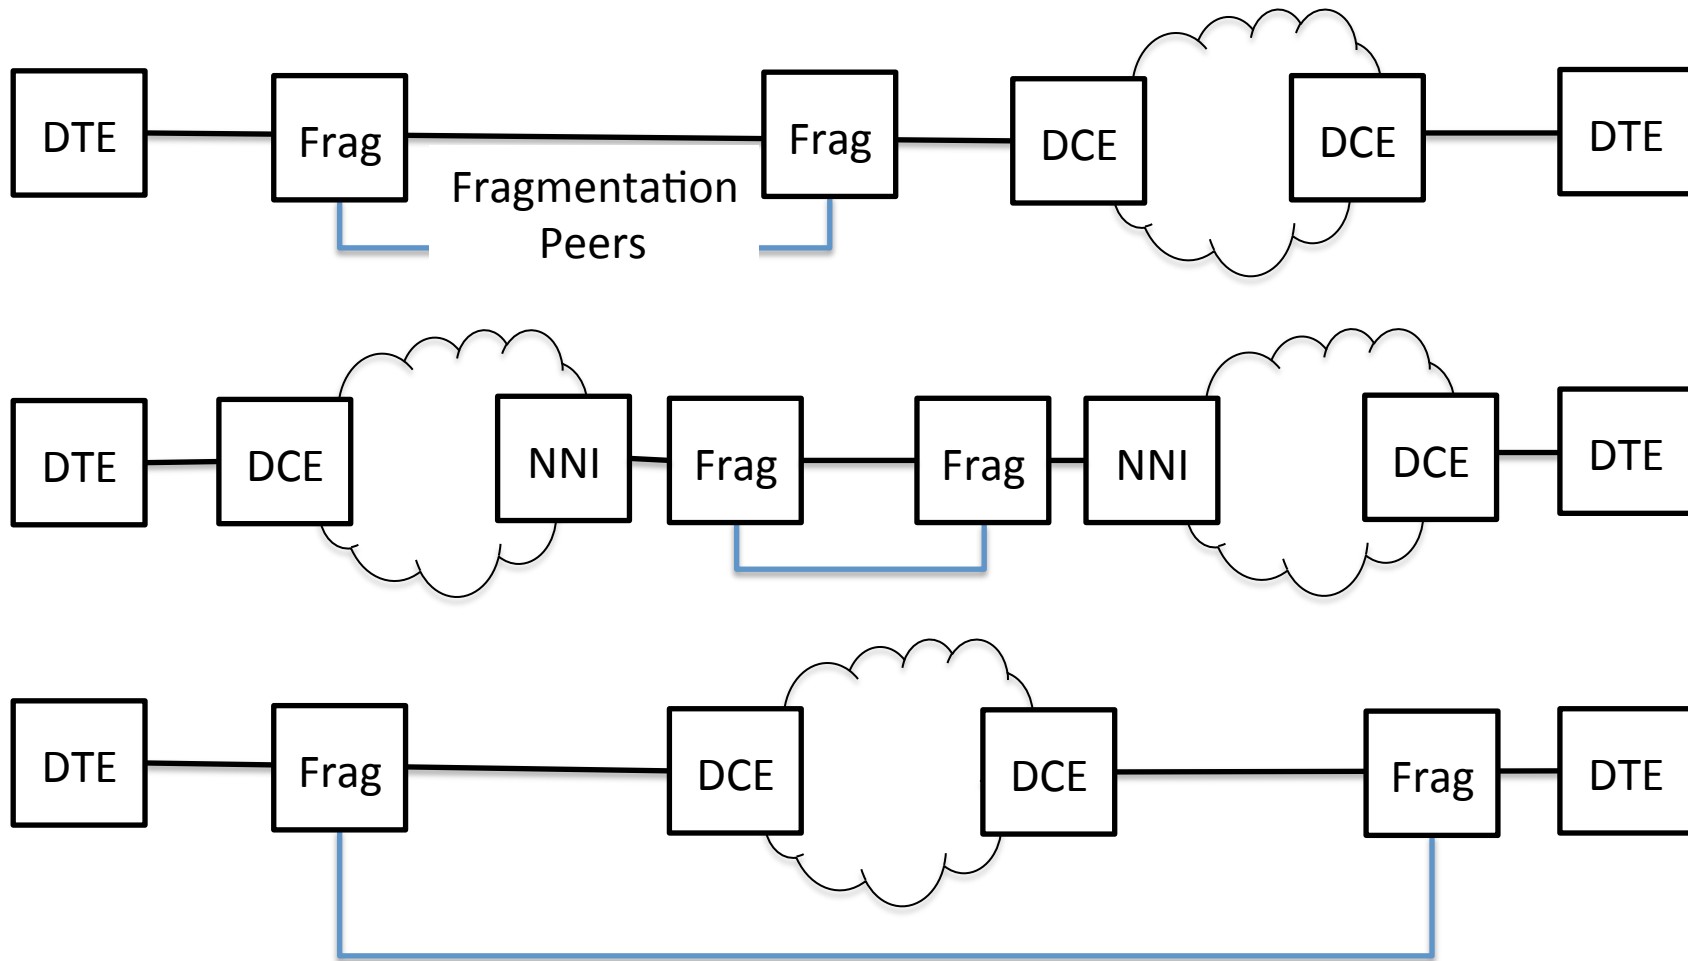 DTE
Frag
Frag
DCE
DCE
DTE
Fragmentation
Peers
DTE
DCE
NNI
Frag
Frag
NNI
DCE
DTE
DTE
Frag
DCE
DCE
Frag
DTE